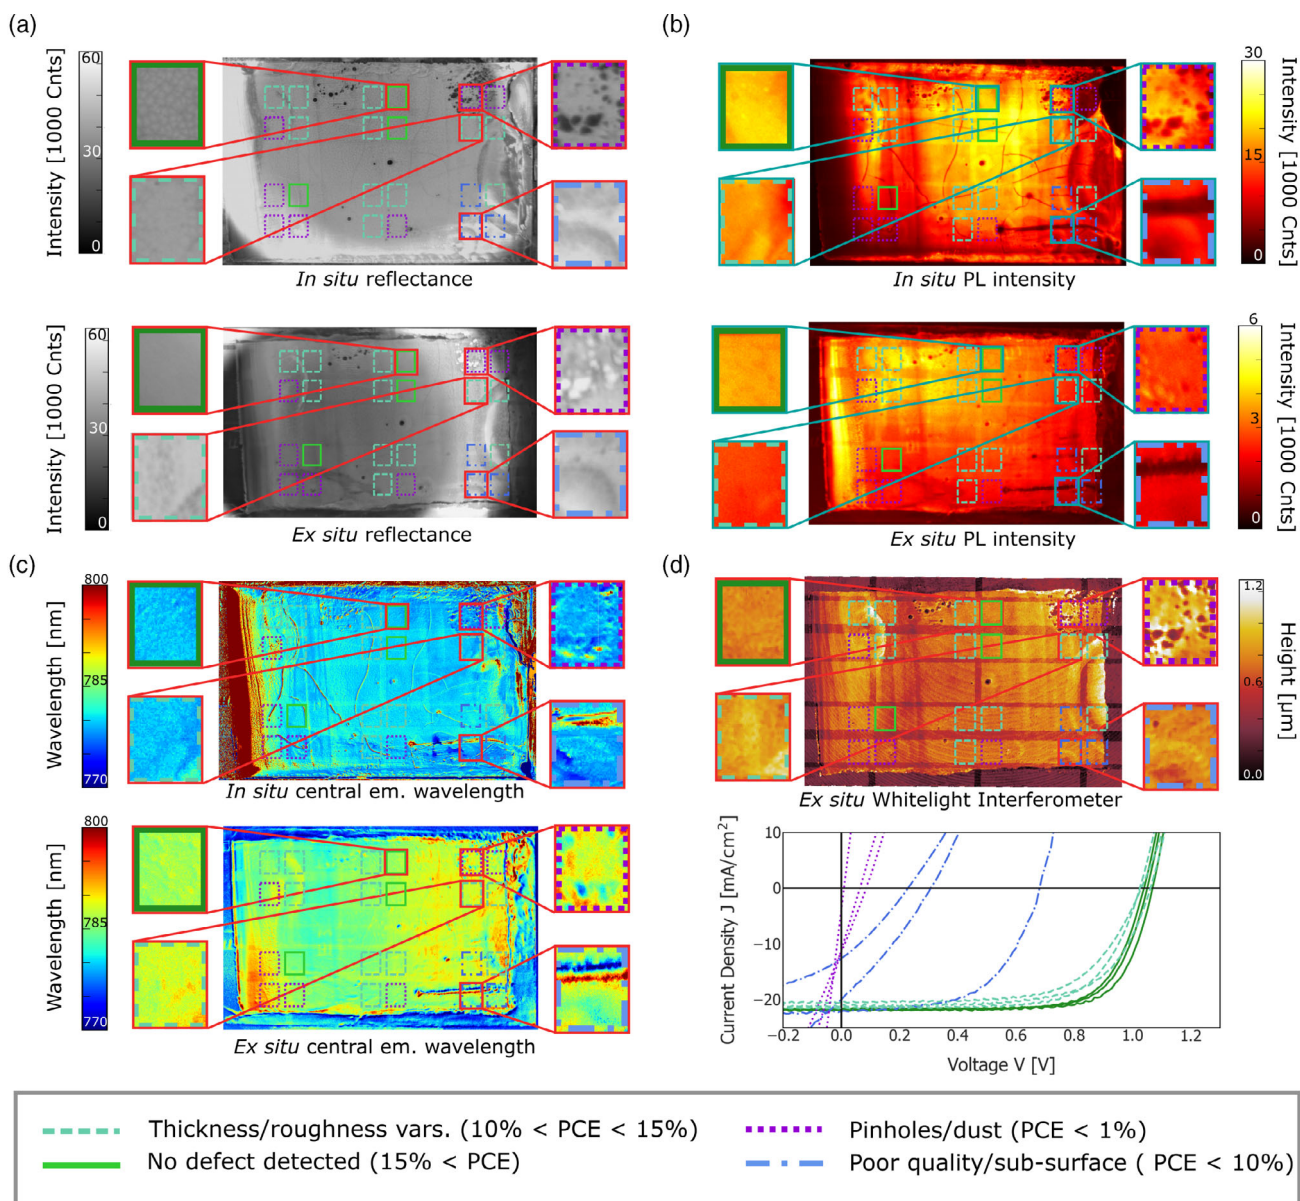 (a)
Intensity [1000 Cnts]
60
30
0
In situ reflectance
Intensity [1000 Cnts]
60
30
0
Ex situ reflectance
(b)
30
15
0
Intensity [1000 Cnts]
In situ PL intensity
6
3
0
Intensity [1000 Cnts]
Ex situ PL intensity
(c)
Wavelength [nm]
800
785
770
In situ central em. wavelength
Wavelength [nm]
800
785
770
Ex situ central em. wavelength
(d)
1.2
0.6
0.0
Height [µm]
Ex situ Whitelight Interferometer
Current Density J [mA/cm²]
10
0
−10
−20
−0.2 0.0 0.2 0.4 0.6 0.8 1.0 1.2
Voltage V [V]
Thickness/roughness vars. (10% < PCE < 15%)
No defect detected (15% < PCE)
Pinholes/dust (PCE < 1%)
Poor quality/sub-surface ( PCE < 10%)